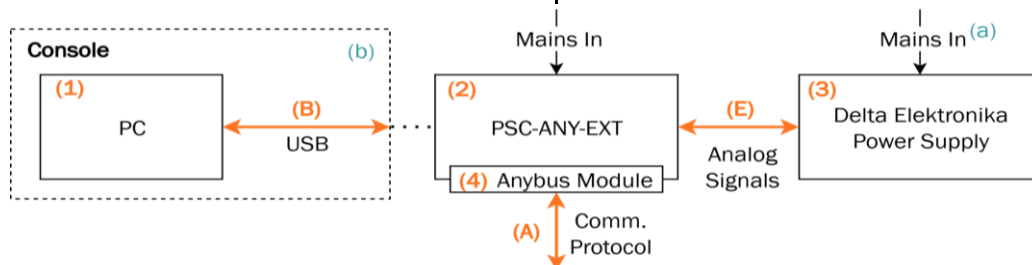 Mains In
Mains In (a)
Console
(b)
(1)
PC
(B)
USB
(2)
PSC-ANY-EXT
(4) Anybus Module
(E)
Analog
Signals
(3)
Delta Elektronika
Power Supply
(A)
Comm.
Protocol